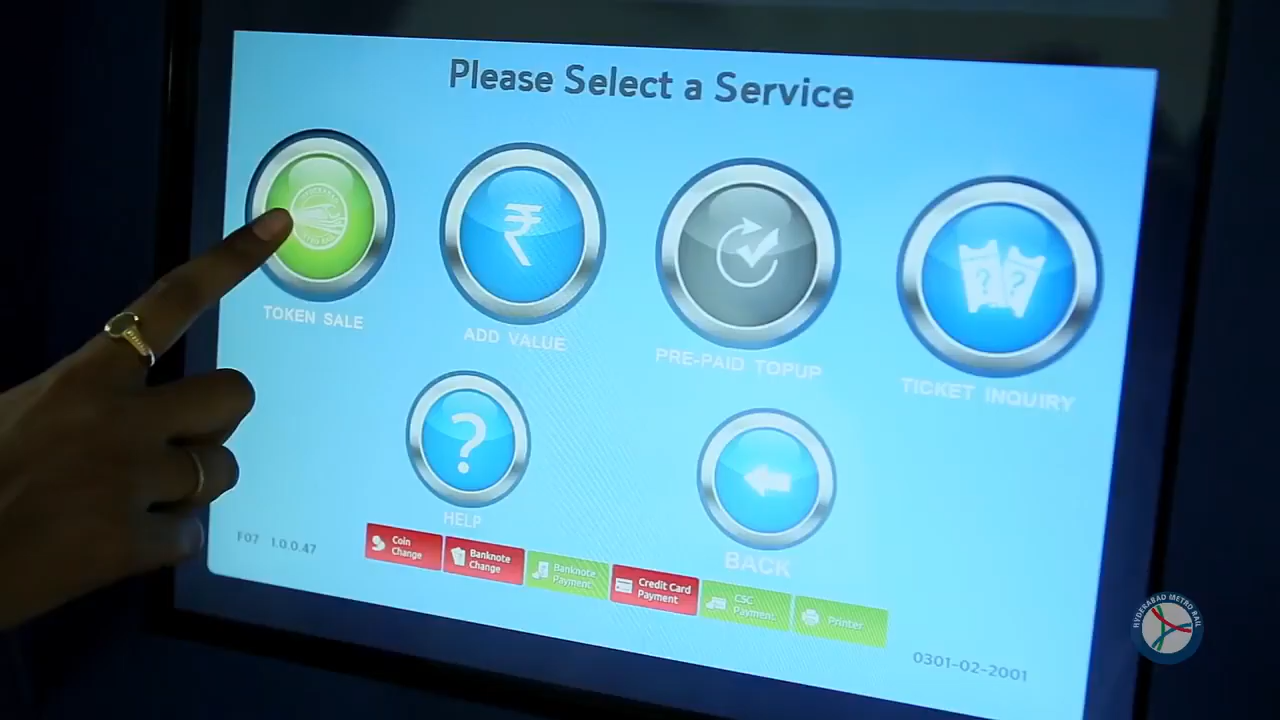 Please Select a Service
TOKEN SALE
ADD VALUE
PRE-PAID TOPUP
TICKET INQUIRY
HELP
BACK
F07 1.0.0.47
Coin
Change
Banknote
Change
Banknote
Payment
Credit Card
Payment
CSC
Payment
Printer
0301-02-2001
HYDERABAD METRO RAIL